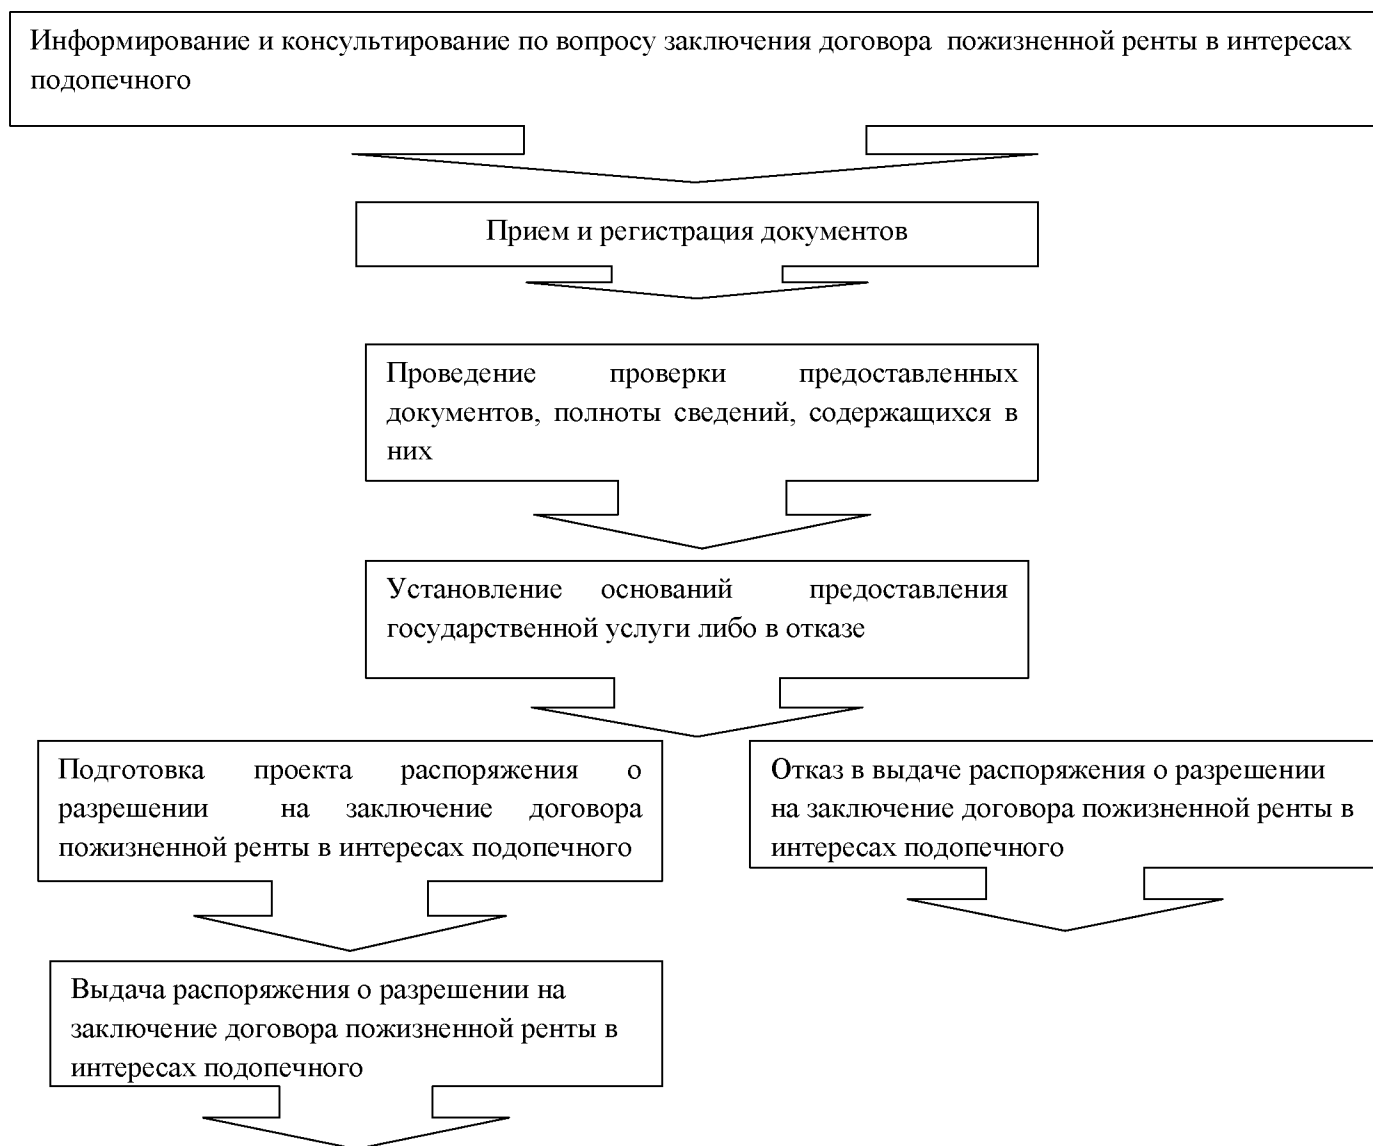 Информирование и консультирование по вопросу заключения договора пожизненной ренты в интересах
подопечного
Прием и регистрация документов
Проведение проверки предоставленных
документов, полноты сведений, содержащихся в
них
Установление оснований предоставления
государственной услуги либо в отказе
Подготовка проекта распоряжения о
разрешении на заключение договора
пожизненной ренты в интересах подопечного
Отказ в выдаче распоряжения о разрешении
на заключение договора пожизненной ренты в
интересах подопечного
Выдача распоряжения о разрешении на
заключение договора пожизненной ренты в
интересах подопечного